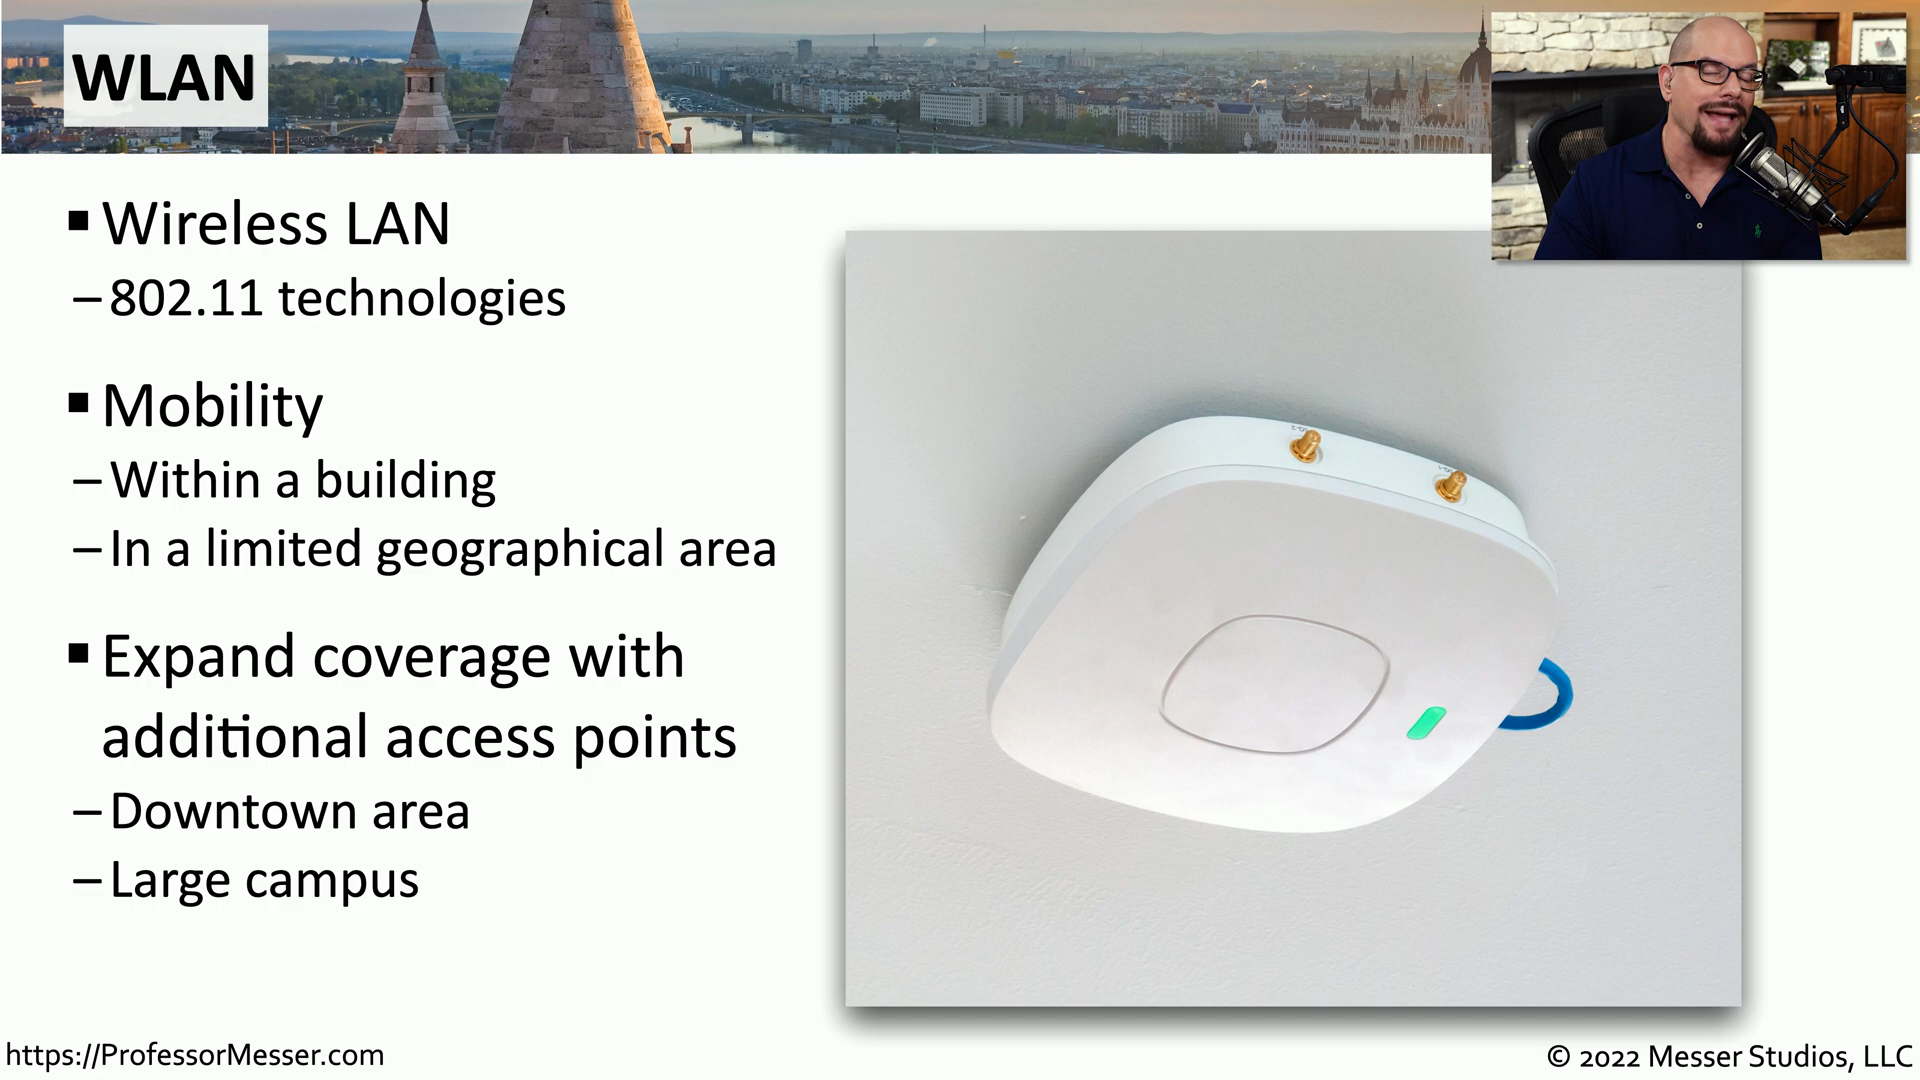 WLAN
Wireless LAN
–802.11 technologies
Mobility
–Within a building
–In a limited geographical area
Expand coverage with
additional access points
–Downtown area
–Large campus
https://ProfessorMesser.com
© 2022 Messer Studios, LLC